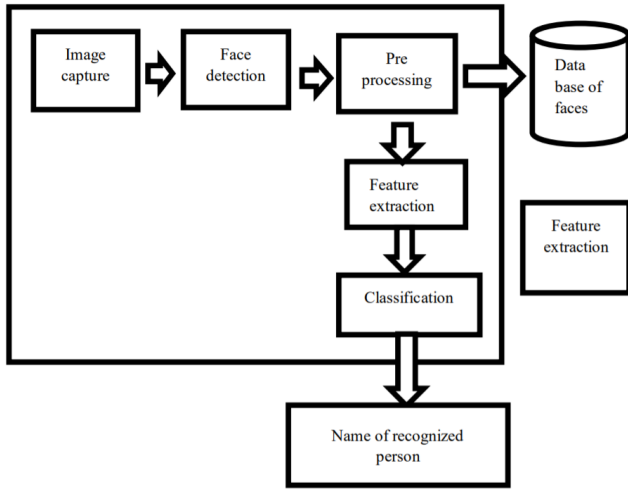 Image
capture
Face
detection
Pre
processing
Data
base of
faces
Feature
extraction
Feature
extraction
Classification
Name of recognized
person